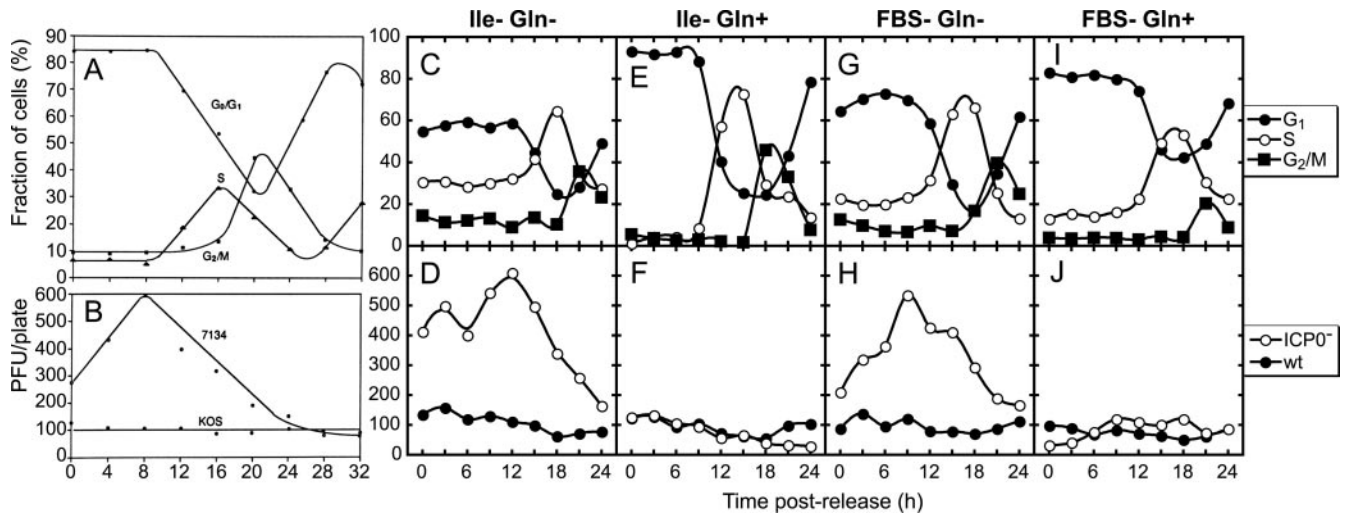 Ile- Gln-
Ile- Gln+
FBS- Gln-
FBS- Gln+
Fraction of cells (%)
90
80
70
60
50
40
30
20
10
0
A
G₀/G₁
S
G₂/M
100
80
60
40
20
0
C
E
G
I
G₁
S
G₂/M
PFU/plate
600
500
400
300
200
100
0
B
7134
KOS
0 4 8 12 16 20 24 28 32
600
500
400
300
200
100
0
D
F
H
J
ICP0⁻
wt
0 6 12 18 24
0 6 12 18 24
0 6 12 18 24
0 6 12 18 24
Time post-release (h)